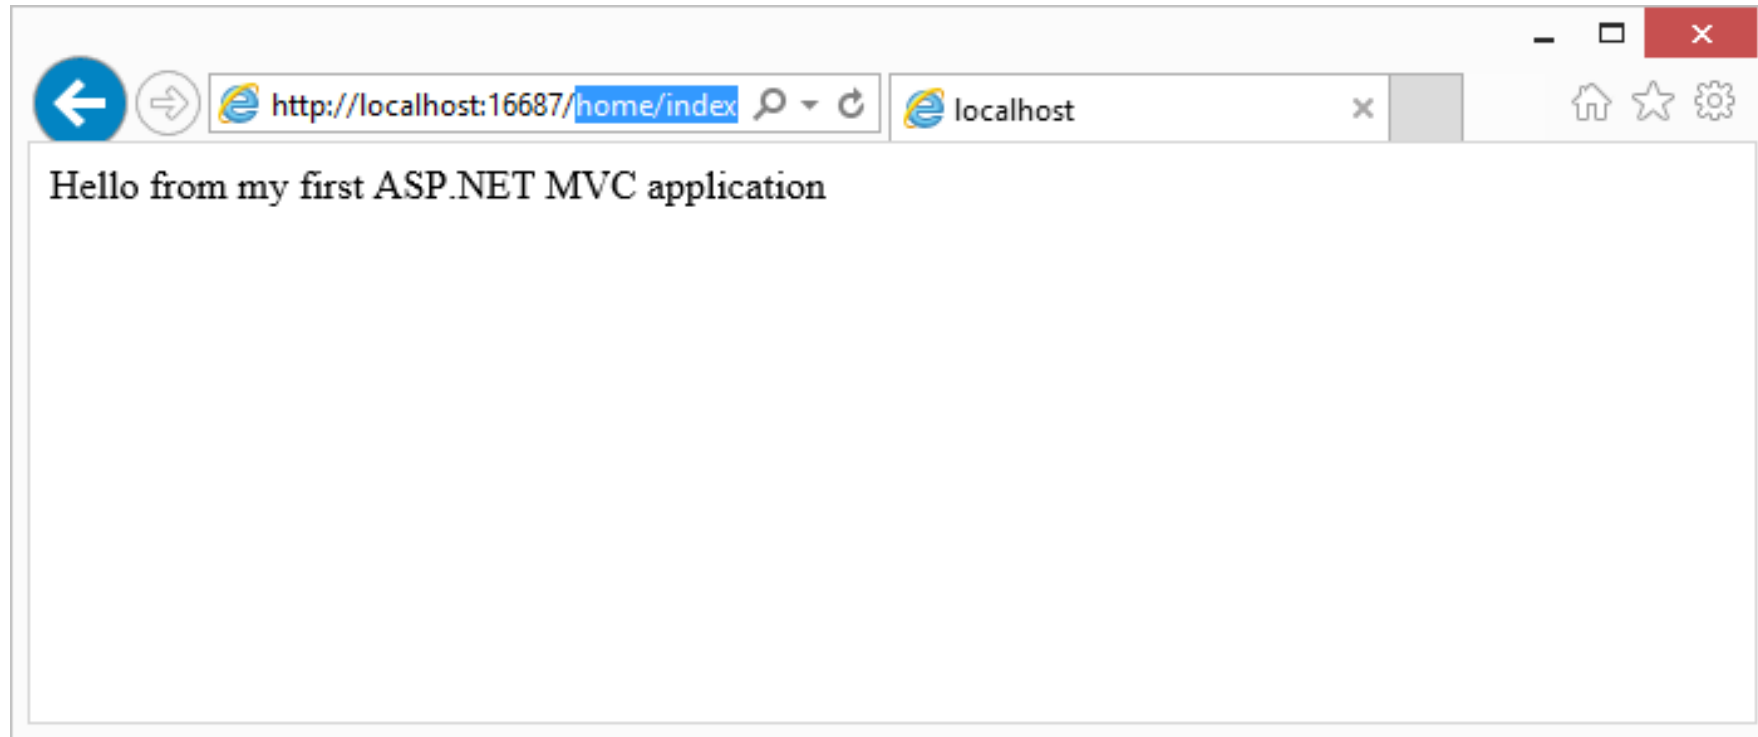 http://localhost:16687/home/index
localhost
Hello from my first ASP.NET MVC application